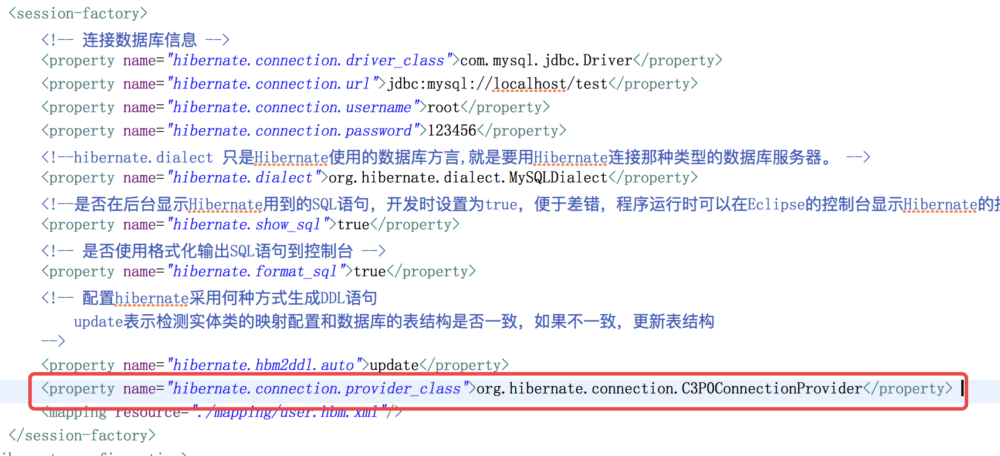 <session-factory>
<!-- 连接数据库信息 -->
<property name="hibernate.connection.driver_class">com.mysql.jdbc.Driver</property>
<property name="hibernate.connection.url">jdbc:mysql://localhost/test</property>
<property name="hibernate.connection.username">root</property>
<property name="hibernate.connection.password">123456</property>
<!--hibernate.dialect 只是Hibernate使用的数据库方言,就是要用Hibernate连接那种类型的数据库服务器。 -->
<property name="hibernate.dialect">org.hibernate.dialect.MySQLDialect</property>
<!--是否在后台显示Hibernate用到的SQL语句，开发时设置为true，便于差错，程序运行时可以在Eclipse的控制台显示Hibernate的
<property name="hibernate.show_sql">true</property>
<!-- 是否使用格式化输出SQL语句到控制台 -->
<property name="hibernate.format_sql">true</property>
<!-- 配置hibernate采用何种方式生成DDL语句
update表示检测实体类的映射配置和数据库的表结构是否一致，如果不一致，更新表结构
-->
<property name="hibernate.hbm2ddl.auto">update</property>
<property name="hibernate.connection.provider_class">org.hibernate.connection.C3P0ConnectionProvider</property>
<mapping resource="./mapping/user.hbm.xml"/>
</session-factory>